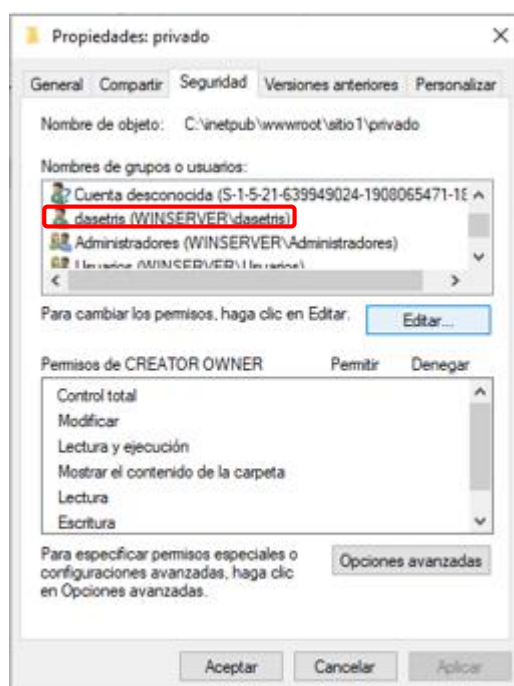 Propiedades: privado
General Compartir Seguridad Versiones anteriores Personalizar
Nombre de objeto: C:\inetpub\wwwroot\sitio1\privado
Nombres de grupos o usuarios:
Cuenta desconocida (S-1-5-21-639949024-1908065471-18
dasetris (WINSERVER\dasetris)
Administradores (WINSERVER\Administradores)
Usuarios (WINSERVER\Usuarios)
Para cambiar los permisos, haga clic en Editar. Editar...
Permisos de CREATOR OWNER Permitir Denegar
Control total
Modificar
Lectura y ejecución
Mostrar el contenido de la carpeta
Lectura
Escritura
Para especificar permisos especiales o
configuraciones avanzadas, haga clic
en Opciones avanzadas.
Opciones avanzadas
Aceptar Cancelar Aplicar